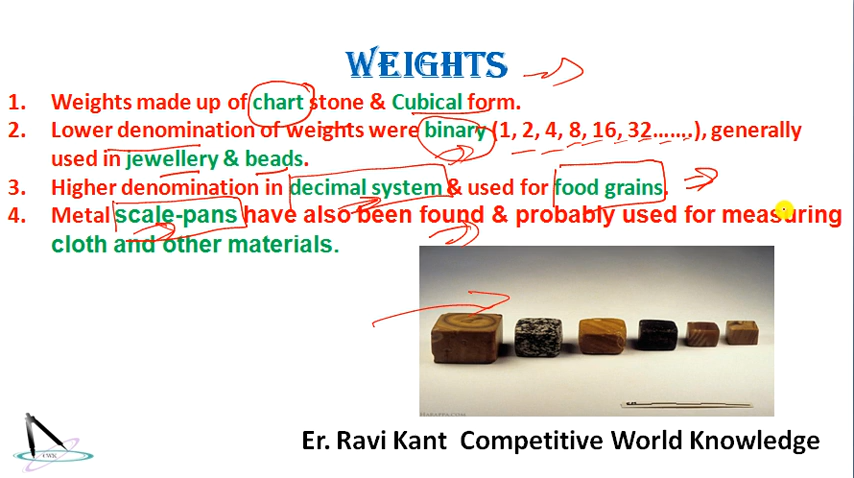 WEIGHTS
1. Weights made up of chart stone & Cubical form.
2. Lower denomination of weights were binary (1, 2, 4, 8, 16, 32.......), generally
used in jewellery & beads.
3. Higher denomination in decimal system & used for food grains.
4. Metal scale-pans have also been found & probably used for measuring
cloth and other materials.
HARAPPA.COM
Er. Ravi Kant Competitive World Knowledge
CWK